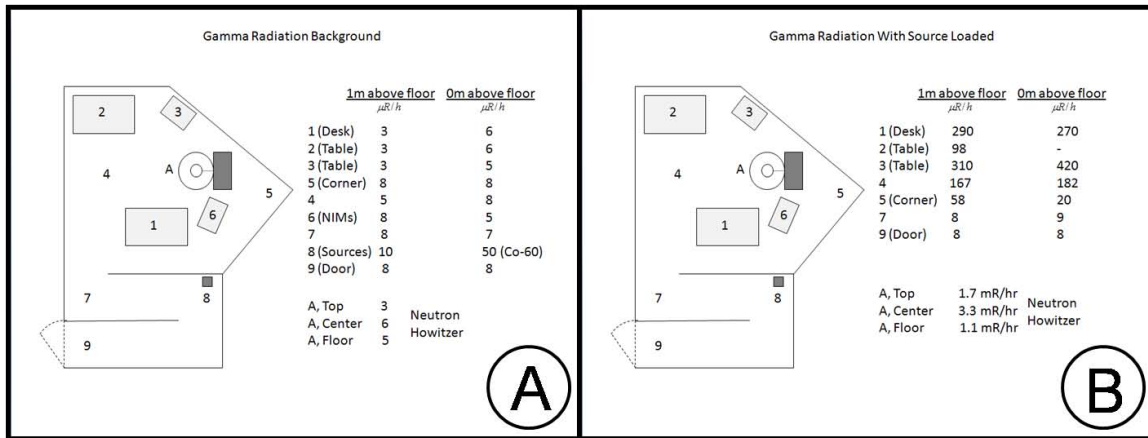 Gamma Radiation Background
1m above floor 0m above floor
μR/h μR/h
1 (Desk) 3 6
2 (Table) 3 6
3 (Table) 3 5
5 (Corner) 8 8
4 5 8
6 (NIMs) 8 5
7 8 7
8 (Sources) 10 50 (Co-60)
9 (Door) 8 8
A, Top 3
A, Center 6
A, Floor 5
Neutron
Howitzer
2
3
4
A
5
6
1
7
8
9
A
Gamma Radiation With Source Loaded
1m above floor 0m above floor
μR/h μR/h
1 (Desk) 290 270
2 (Table) 98 -
3 (Table) 310 420
4 167 182
5 (Corner) 58 20
7 8 9
9 (Door) 8 8
A, Top 1.7 mR/hr
A, Center 3.3 mR/hr
A, Floor 1.1 mR/hr
Neutron
Howitzer
2
3
4
A
5
6
1
7
8
9
B